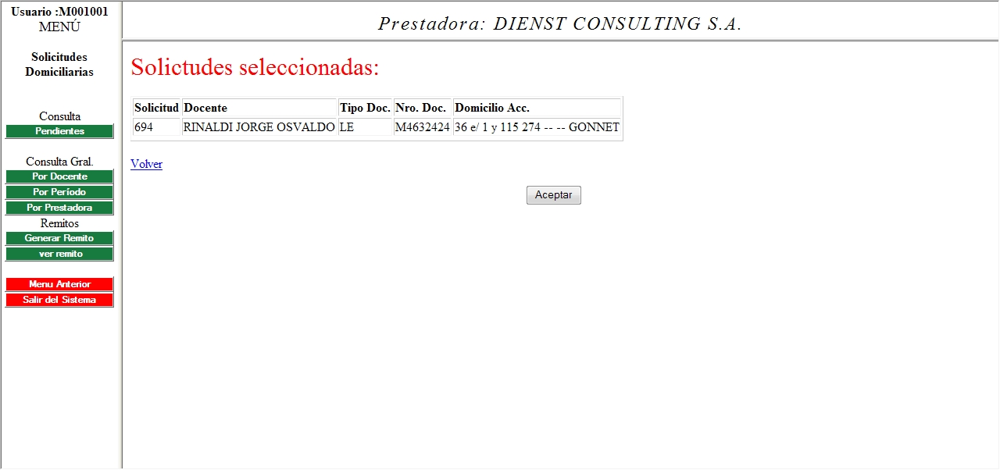 Usuario :M001001
MENÚ
Solicitudes
Domiciliarias
Consulta
Pendientes
Consulta Gral.
Por Docente
Por Período
Por Prestadora
Remitos
Generar Remito
ver remito
Menu Anterior
Salir del Sistema
Prestadora: DIENST CONSULTING S.A.
Solictudes seleccionadas:
Solicitud Docente Tipo Doc. Nro. Doc. Domicilio Acc.
694 RINALDI JORGE OSVALDO LE M4632424 36 e/ 1 y 115 274 -- -- GONNET
Volver
Aceptar